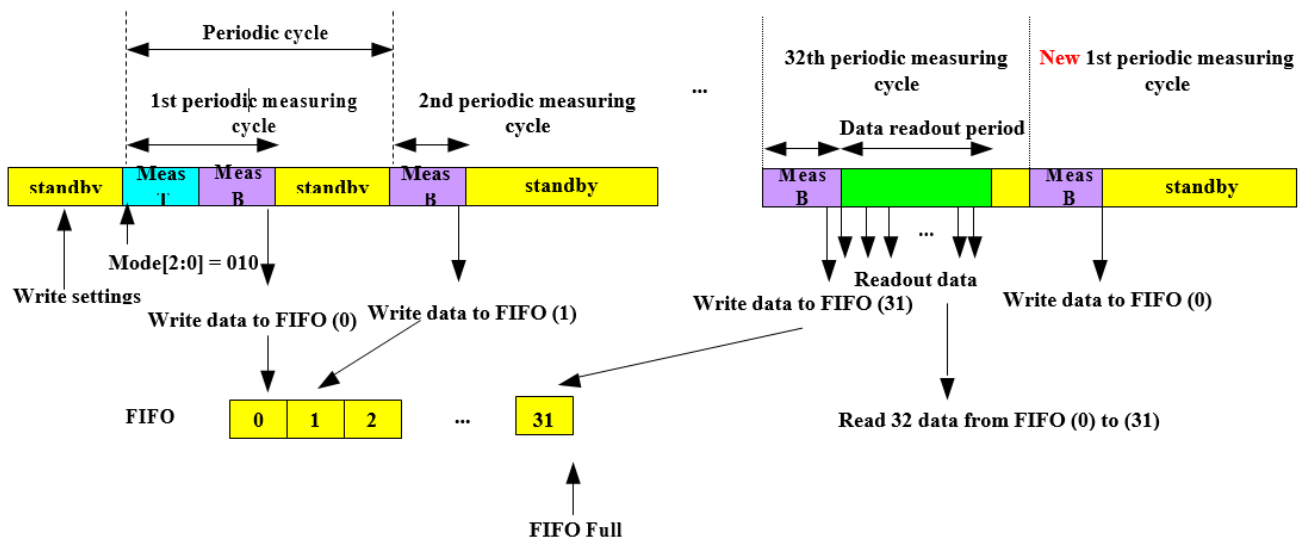 Periodic cycle
32th periodic measuring
cycle
New 1st periodic measuring
cycle
...
1st periodic measuring
cycle
2nd periodic measuring
cycle
Data readout period
standby
Meas
T
Meas
B
standby
Meas
B
standby
Meas
B
Meas
B
standby
...
Mode[2:0] = 010
Write settings
Readout data
Write data to FIFO (0)
Write data to FIFO (1)
Write data to FIFO (31)
Write data to FIFO (0)
FIFO
0
1
2
...
31
Read 32 data from FIFO (0) to (31)
FIFO Full